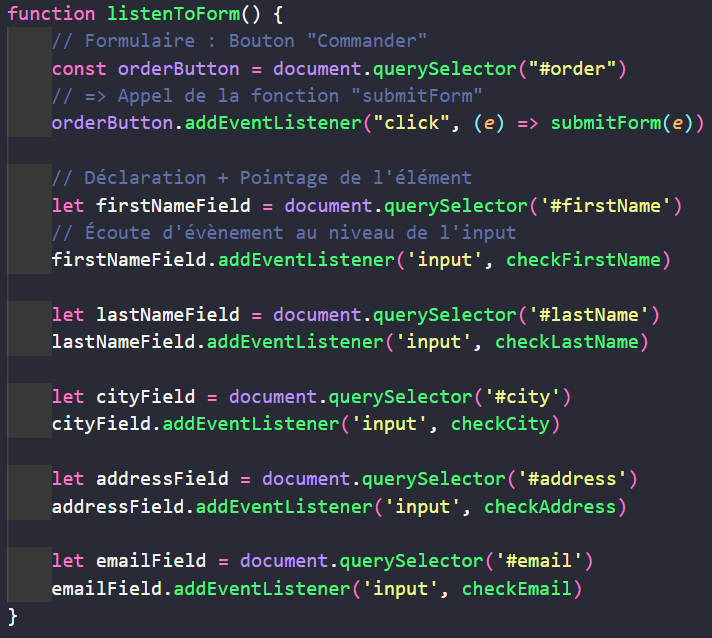 function listenToForm() {
    // Formulaire : Bouton "Commander"
    const orderButton = document.querySelector("#order")
    // => Appel de la fonction "submitForm"
    orderButton.addEventListener("click", (e) => submitForm(e))

    // Déclaration + Pointage de l'élément
    let firstNameField = document.querySelector('#firstName')
    // Écoute d'évènement au niveau de l'input
    firstNameField.addEventListener('input', checkFirstName)

    let lastNameField = document.querySelector('#lastName')
    lastNameField.addEventListener('input', checkLastName)

    let cityField = document.querySelector('#city')
    cityField.addEventListener('input', checkCity)

    let addressField = document.querySelector('#address')
    addressField.addEventListener('input', checkAddress)

    let emailField = document.querySelector('#email')
    emailField.addEventListener('input', checkEmail)
}